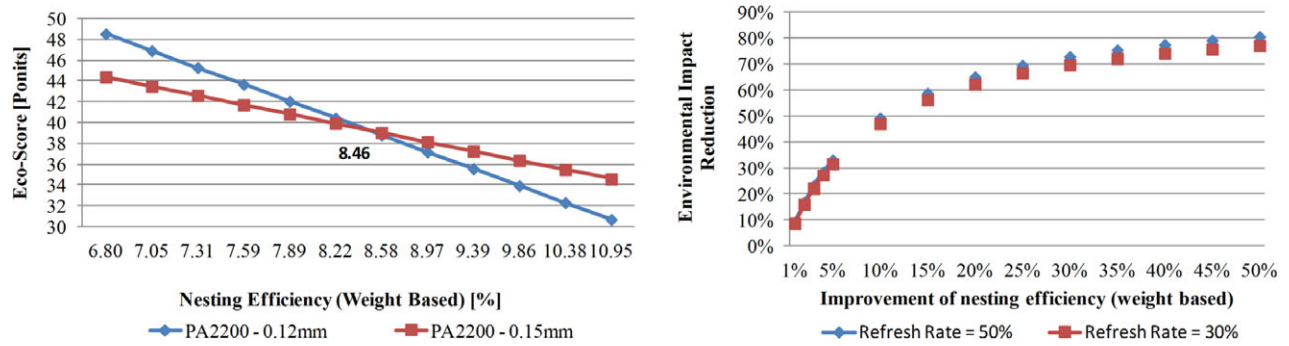 50
48
46
44
42
40
38
36
34
32
30
Eco-Score [Ponits]
8.46
6.80 7.05 7.31 7.59 7.89 8.22 8.58 8.97 9.39 9.86 10.38 10.95
Nesting Efficiency (Weight Based) [%]
PA2200 - 0.12mm PA2200 - 0.15mm
90%
80%
70%
60%
50%
40%
30%
20%
10%
0%
Environmental Impact
Reduction
1% 5% 10% 15% 20% 25% 30% 35% 40% 45% 50%
Improvement of nesting efficiency (weight based)
Refresh Rate = 50% Refresh Rate = 30%